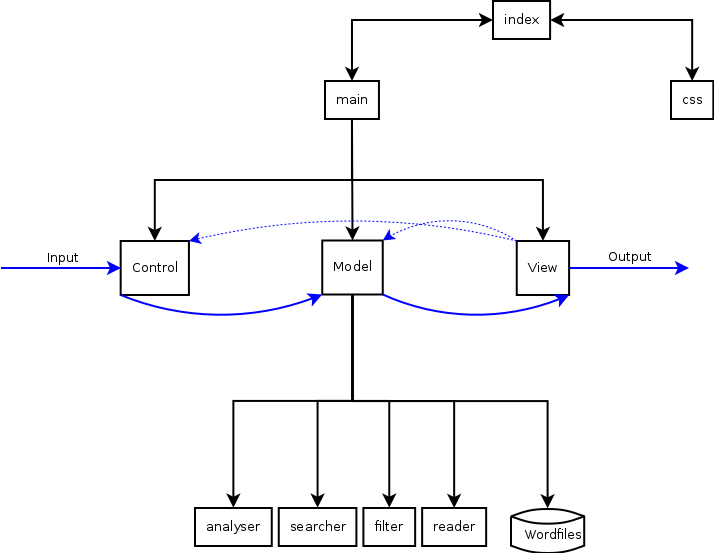 index
main
css
Input
Control
Model
View
Output
analyser
searcher
filter
reader
Wordfiles